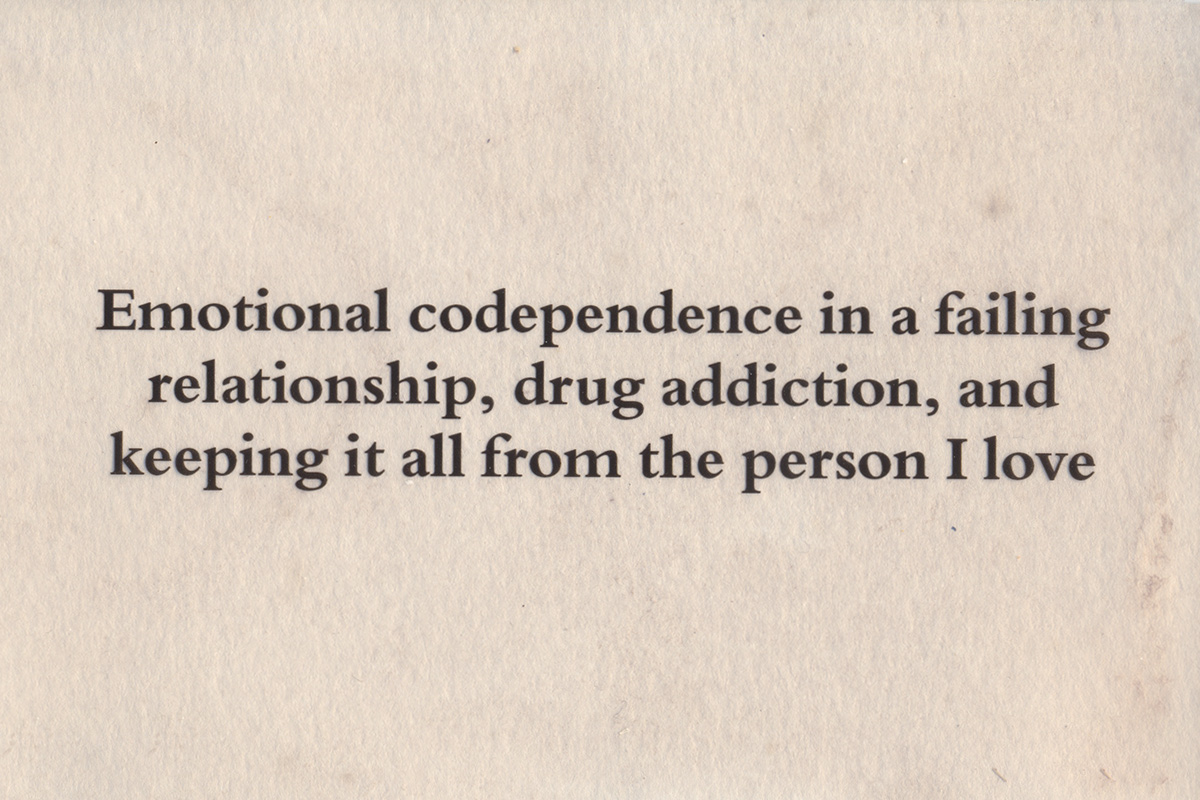 Emotional codependence in a failing
relationship, drug addiction, and
keeping it all from the person I love